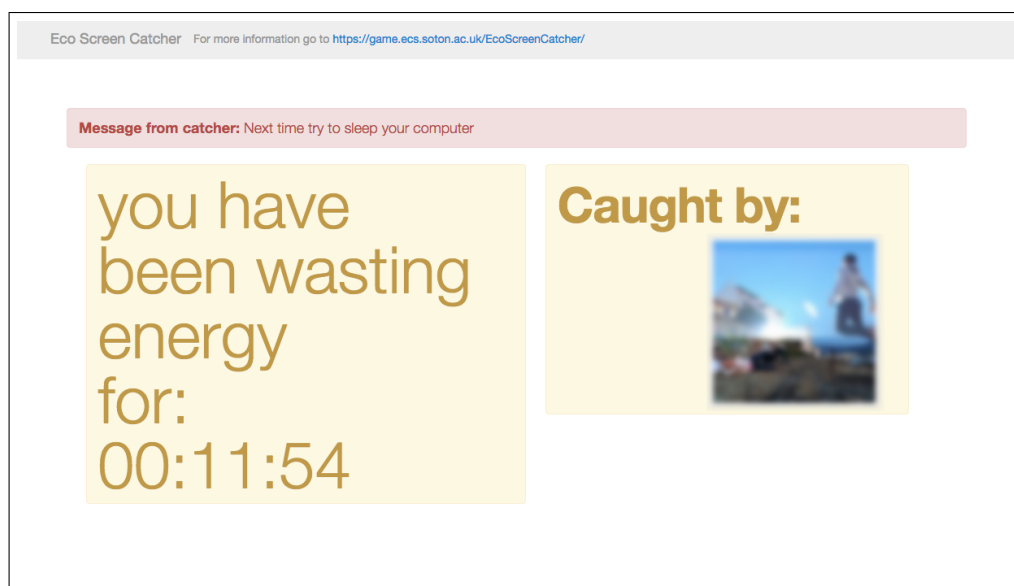 Eco Screen Catcher For more information go to https://game.ecs.soton.ac.uk/EcoScreenCatcher/
Message from catcher: Next time try to sleep your computer
you have
been wasting
energy
for:
00:11:54
Caught by: